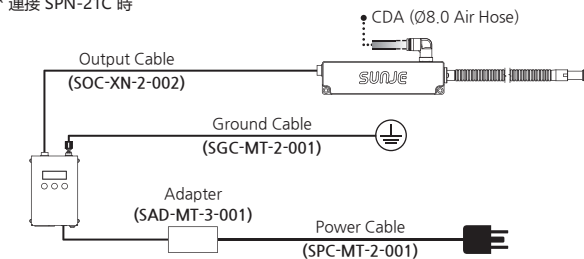 連接 SPN-21C 時
CDA (Ø8.0 Air Hose)
Output Cable
(SOC-XN-2-002)
SUNJE
Ground Cable
(SGC-MT-2-001)
Adapter
(SAD-MT-3-001)
Power Cable
(SPC-MT-2-001)